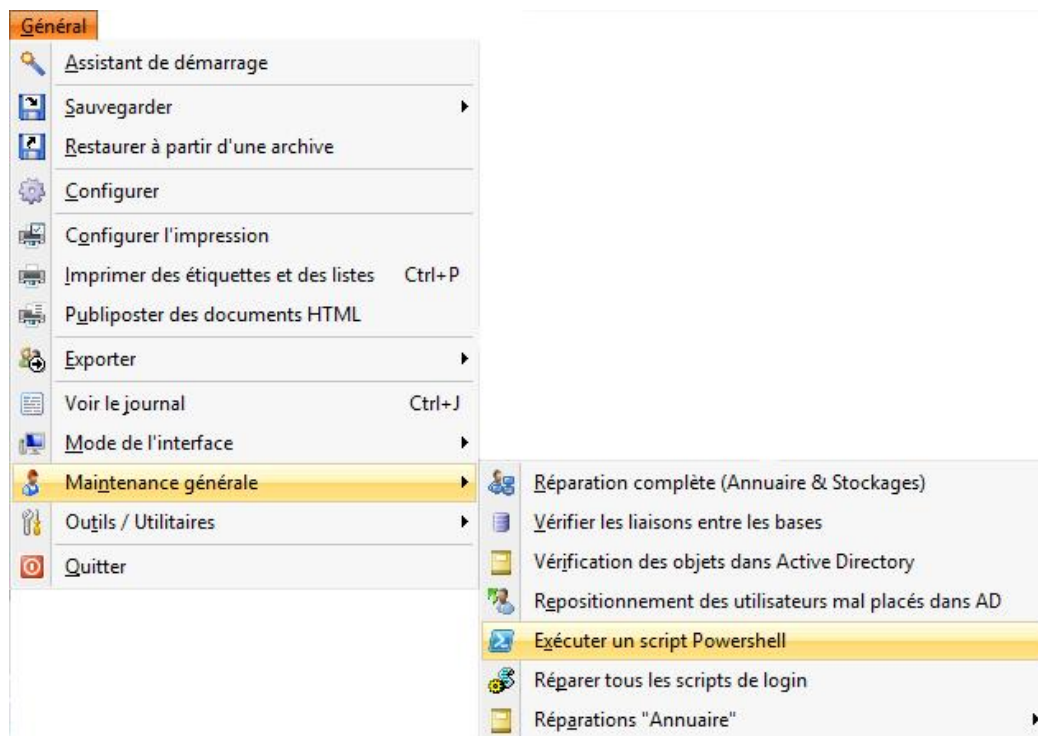 Général
Assistant de démarrage
Sauvegarder
Restaurer à partir d'une archive
Configurer
Configurer l'impression
Imprimer des étiquettes et des listes Ctrl+P
Publiposter des documents HTML
Exporter
Voir le journal Ctrl+J
Mode de l'interface
Maintenance générale
Outils / Utilitaires
Quitter
Réparation complète (Annuaire & Stockages)
Vérifier les liaisons entre les bases
Vérification des objets dans Active Directory
Repositionnement des utilisateurs mal placés dans AD
Exécuter un script Powershell
Réparer tous les scripts de login
Réparations "Annuaire"